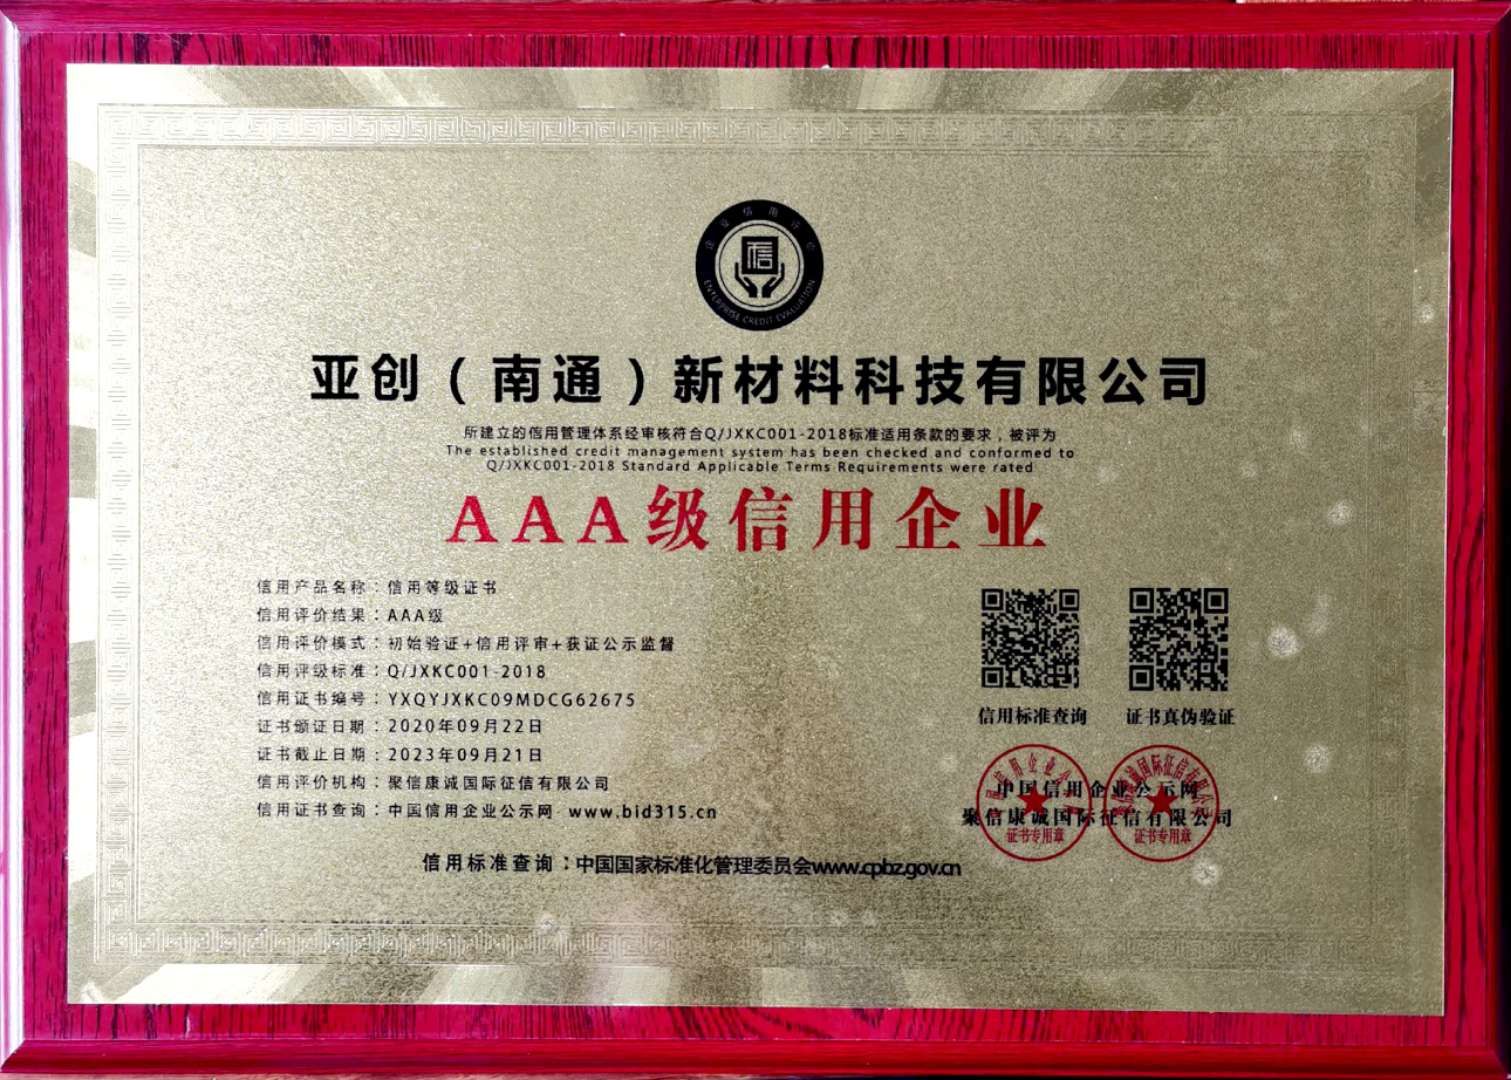 企业信用评价
信
ENTERPRISE CREDIT EVALUATION
亚创（南通）新材料科技有限公司
所建立的信用管理体系经审核符合Q/JXKC001-2018标准适用条款的要求，被评为
The established credit management system has been checked and conformed to
Q/JXKC001-2018 Standard Applicable Terms Requirements were rated
AAA级信用企业
信用产品名称：信用等级证书
信用评价结果：AAA级
信用评价模式：初始验证+信用评审+获证公示监督
信用评级标准：Q/JXKC001-2018
信用证书编号：YXQYJXKC09MDCG62675
证书颁证日期：2020年09月22日
证书截止日期：2023年09月21日
信用评价机构：聚信康诚国际征信有限公司
信用证书查询：中国信用企业公示网 www.bid315.cn
信用标准查询：中国国家标准化管理委员会www.cpbz.gov.cn
信用标准查询
证书真伪验证
中国信用企业公示网
聚信康诚国际征信有限公司
证书专用章
证书专用章